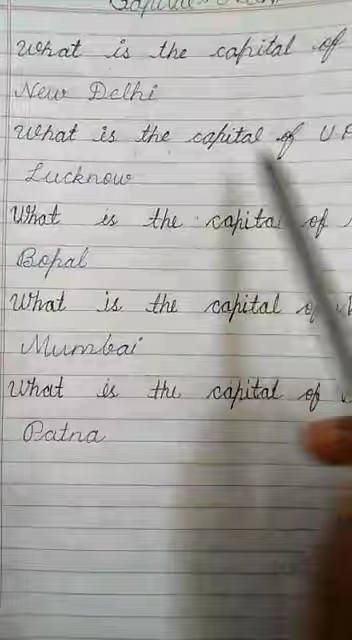 What is the capital of
New Delhi
What is the capital of UP
Lucknow
What is the capital of
Bopal
What is the capital
Mumbai
What is the capital of
Patna